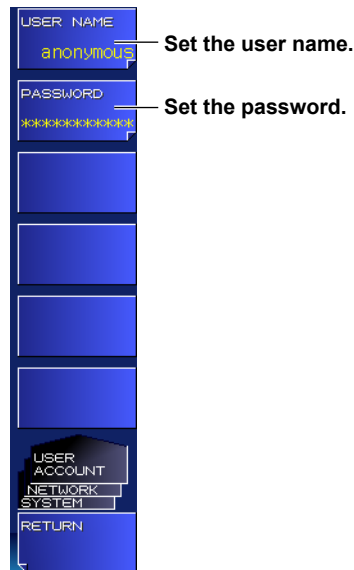 USER NAME
anonymous
Set the user name.
PASSWORD
***********
Set the password.
USER
ACCOUNT
NETWORK
SYSTEM
RETURN